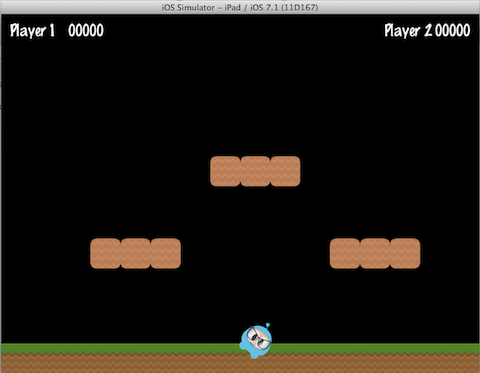 iOS Simulator – iPad / iOS 7.1 (11D167)
Player 1 00000
Player 2 00000